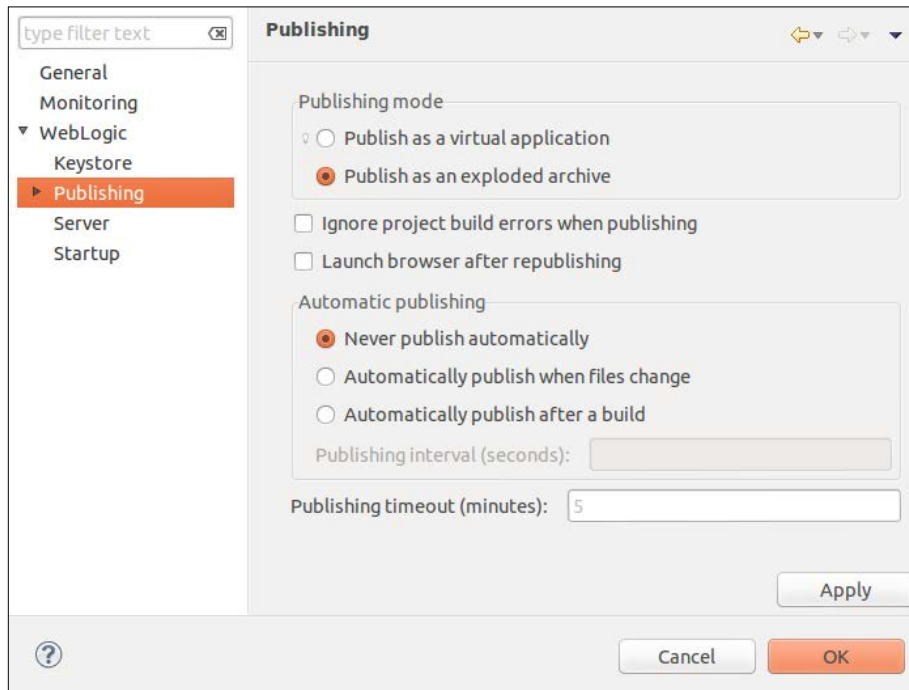 type filter text
General
Monitoring
WebLogic
Keystore
Publishing
Server
Startup
Publishing
Publishing mode
Publish as a virtual application
Publish as an exploded archive
Ignore project build errors when publishing
Launch browser after republishing
Automatic publishing
Never publish automatically
Automatically publish when files change
Automatically publish after a build
Publishing interval (seconds):
Publishing timeout (minutes): 5
Apply
? Cancel OK